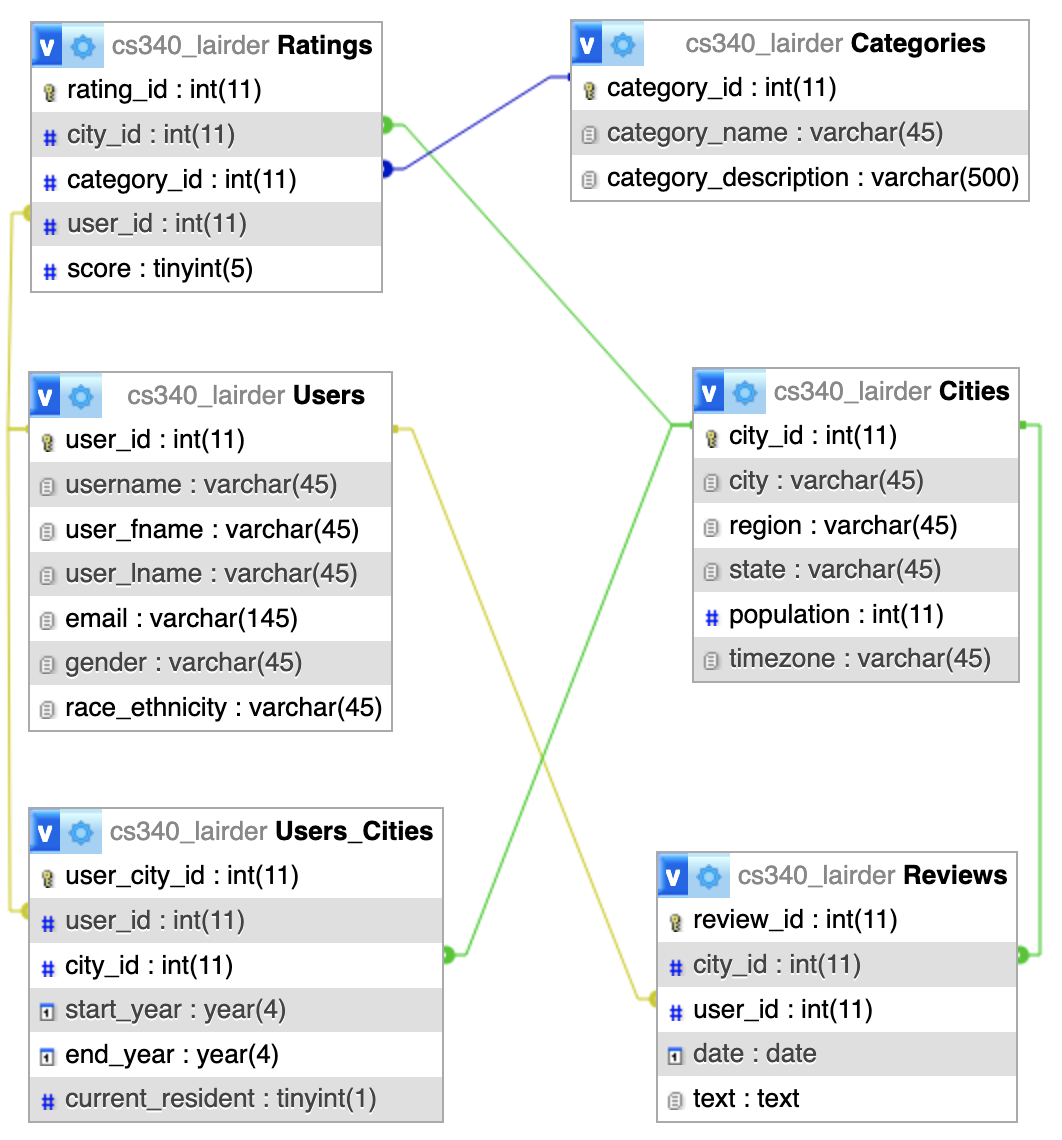 v cs340_lairder Ratings
rating_id : int(11)
# city_id : int(11)
# category_id : int(11)
# user_id : int(11)
# score : tinyint(5)
v cs340_lairder Categories
category_id : int(11)
category_name : varchar(45)
category_description : varchar(500)
v cs340_lairder Users
user_id : int(11)
username : varchar(45)
user_fname : varchar(45)
user_lname : varchar(45)
email : varchar(145)
gender : varchar(45)
race_ethnicity : varchar(45)
v cs340_lairder Cities
city_id : int(11)
city : varchar(45)
region : varchar(45)
state : varchar(45)
# population : int(11)
timezone : varchar(45)
v cs340_lairder Users_Cities
user_city_id : int(11)
# user_id : int(11)
# city_id : int(11)
1 start_year : year(4)
1 end_year : year(4)
# current_resident : tinyint(1)
v cs340_lairder Reviews
review_id : int(11)
# city_id : int(11)
# user_id : int(11)
1 date : date
text : text